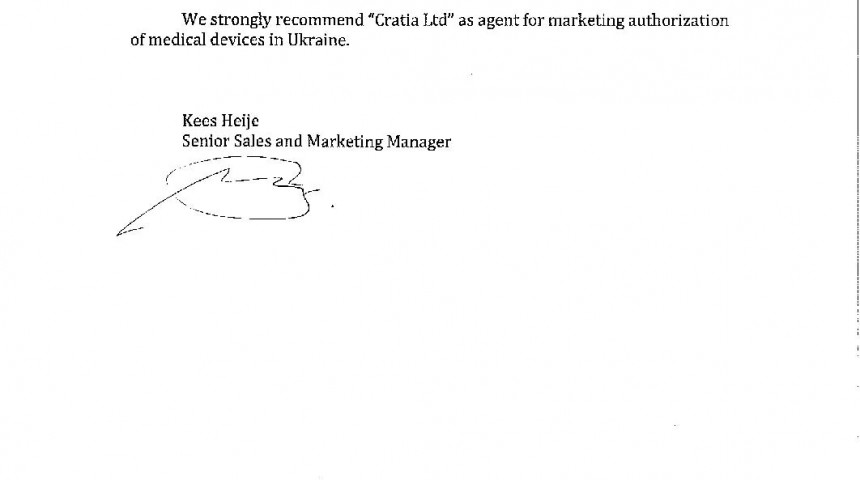 We strongly recommend “Cratia Ltd” as agent for marketing authorization
of medical devices in Ukraine.
Kees Heije
Senior Sales and Marketing Manager